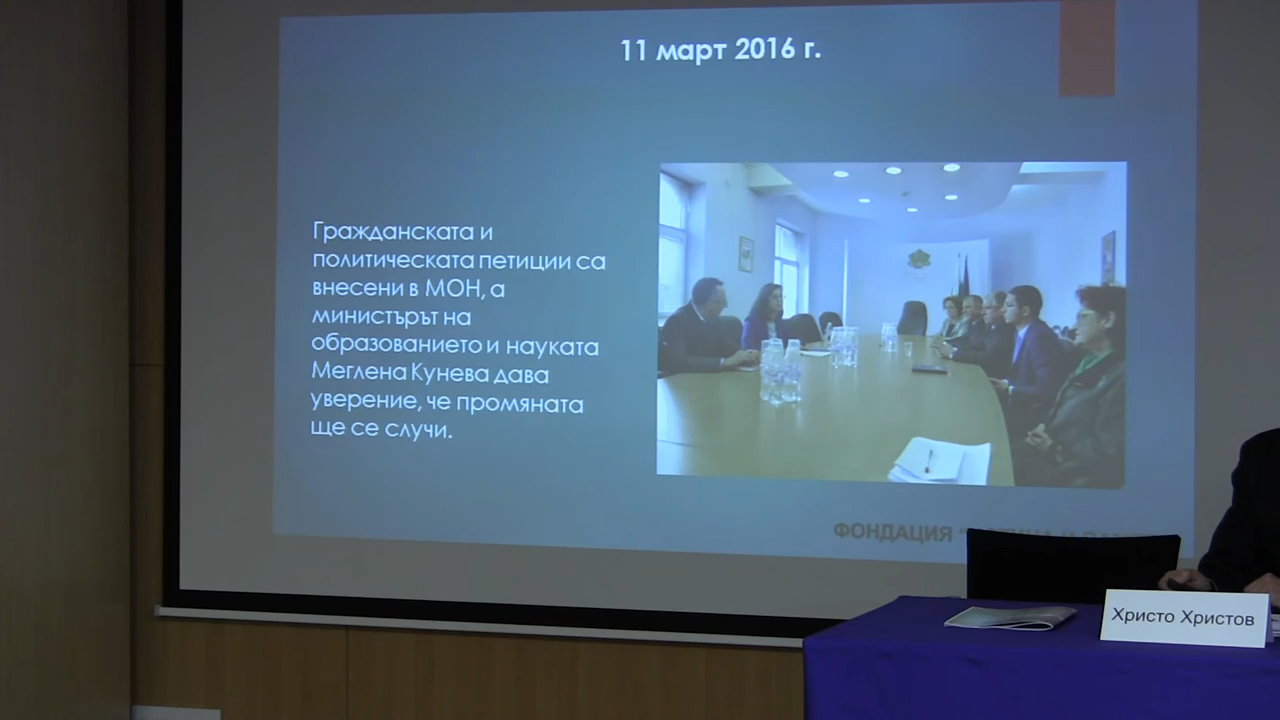 11 март 2016 г.
Гражданската и
политическата петиции са
внесени в МОН, а
министърът на
образованието и науката
Меглена Кунева дава
уверение, че промяната
ще се случи.
ФОНДАЦИЯ
Христо Христов